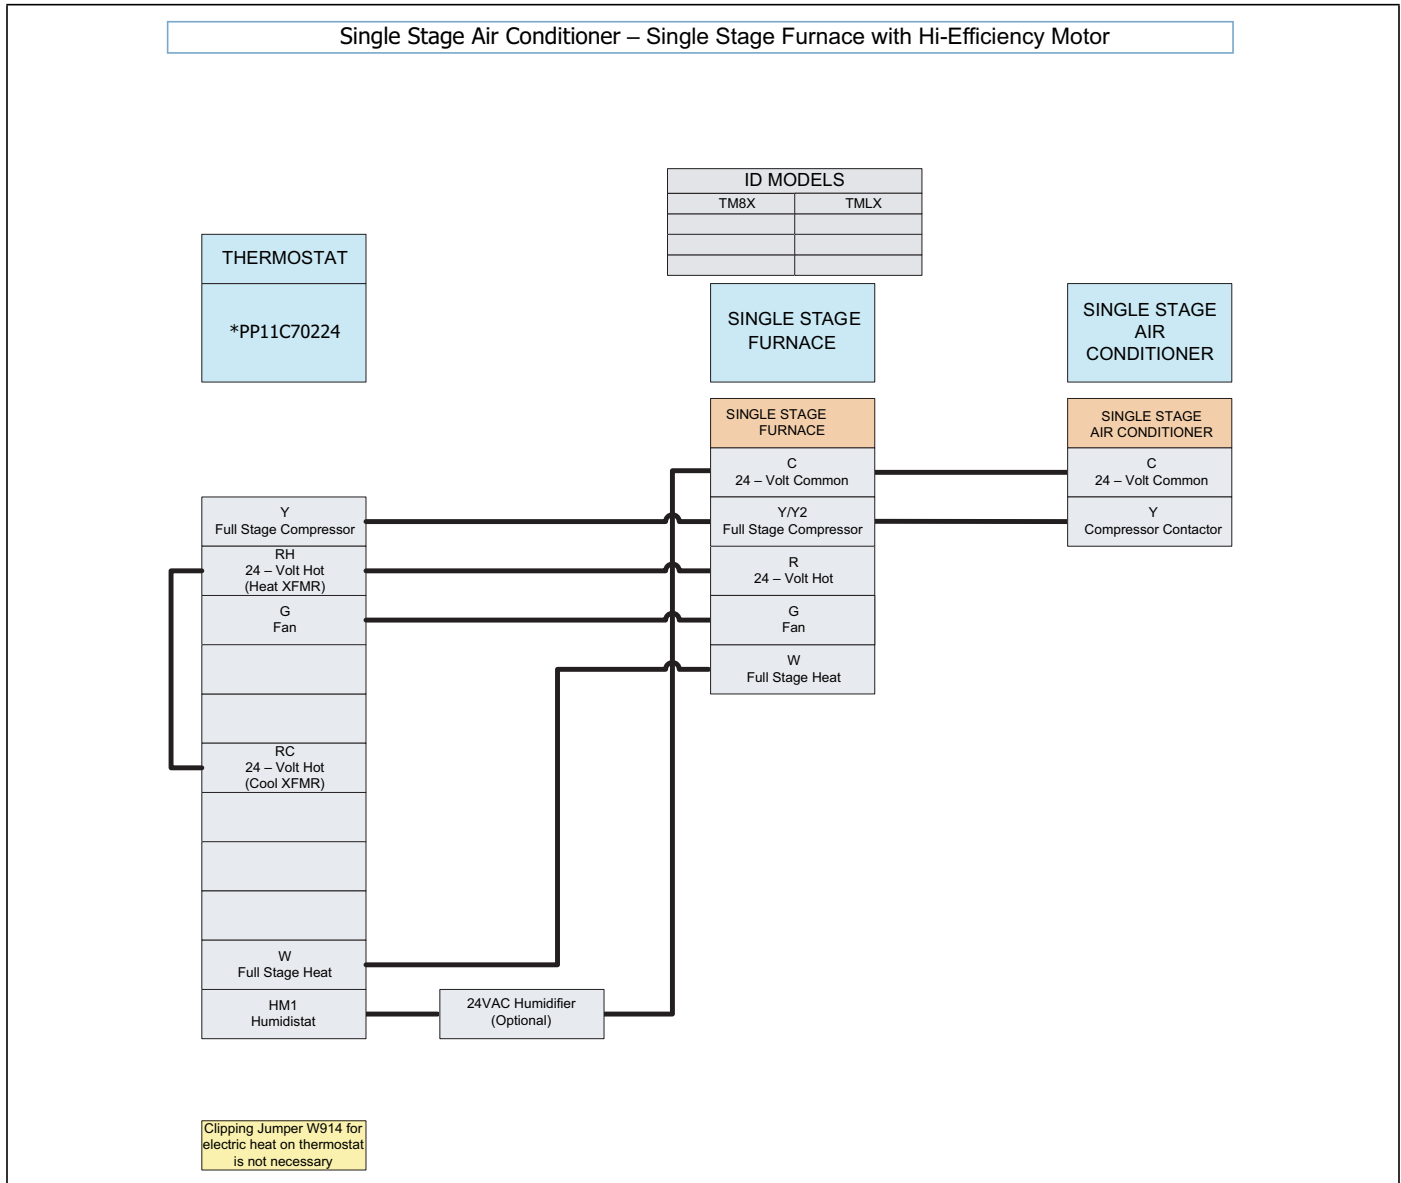 Single Stage Air Conditioner – Single Stage Furnace with Hi-Efficiency Motor
ID MODELS
TM8X TMLX
THERMOSTAT
*PP11C70224
SINGLE STAGE
FURNACE
SINGLE STAGE
AIR
CONDITIONER
SINGLE STAGE
FURNACE
C
24 – Volt Common
Y/Y2
Full Stage Compressor
R
24 – Volt Hot
G
Fan
W
Full Stage Heat
SINGLE STAGE
AIR CONDITIONER
C
24 – Volt Common
Y
Compressor Contactor
Y
Full Stage Compressor
RH
24 – Volt Hot
(Heat XFMR)
G
Fan
RC
24 – Volt Hot
(Cool XFMR)
W
Full Stage Heat
HM1
Humidistat
24VAC Humidifier
(Optional)
Clipping Jumper W914 for
electric heat on thermostat
is not necessary